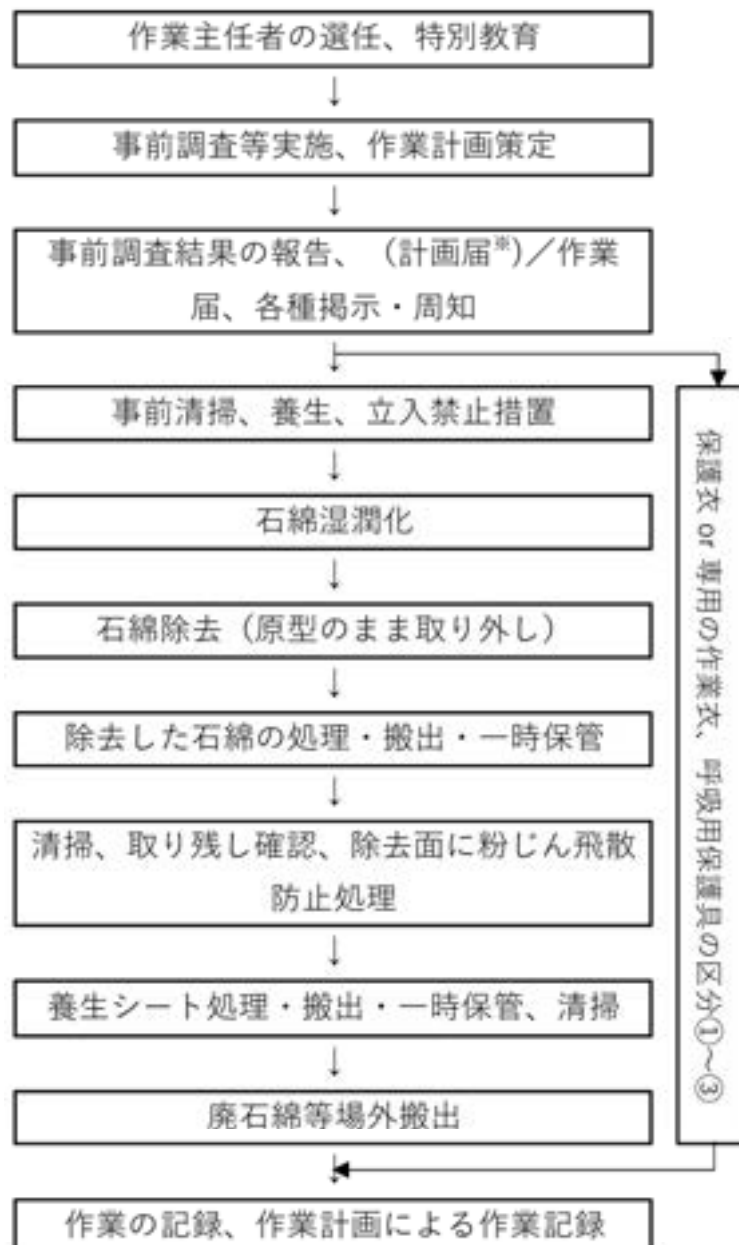 作業主任者の選任、特別教育
↓
事前調査等実施、作業計画策定
↓
事前調査結果の報告、（計画届※)／作業
届、各種掲示・周知
↓
事前清掃、養生、立入禁止措置
↓
石綿湿潤化
↓
石綿除去（原型のまま取り外し）
↓
除去した石綿の処理・搬出・一時保管
↓
清掃、取り残し確認、除去面に粉じん飛散
防止処理
↓
養生シート処理・搬出・一時保管、清掃
↓
廃石綿等場外搬出
↓
作業の記録、作業計画による作業記録
保護衣 or 専用の作業衣、呼吸用保護具の区分①～③